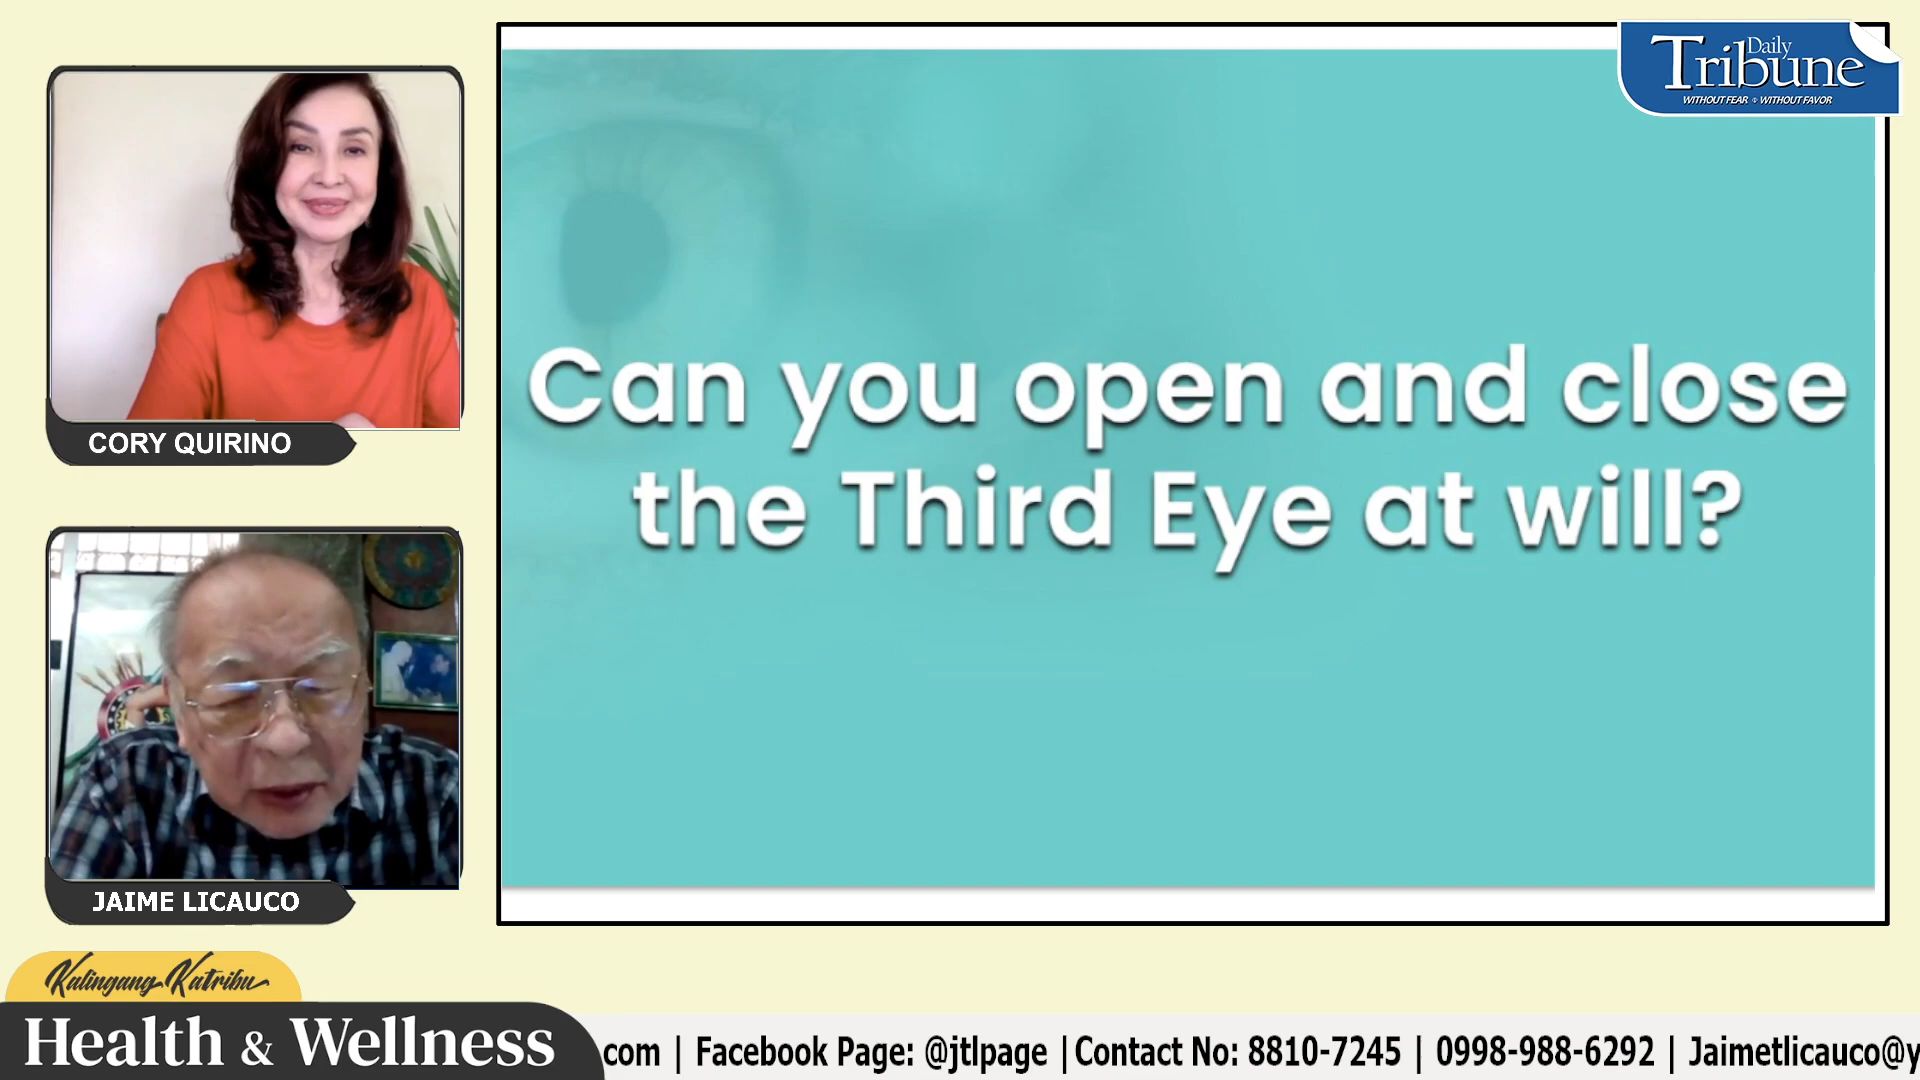 Daily
Tribune
WITHOUT FEAR WITHOUT FAVOR
Can you open and close
the Third Eye at will?
CORY QUIRINO
JAIME LICAUCO
Kalingang Katribu
Health & Wellness
com | Facebook Page: @jtlpage |Contact No: 8810-7245 | 0998-988-6292 | Jaimetlicauco@y